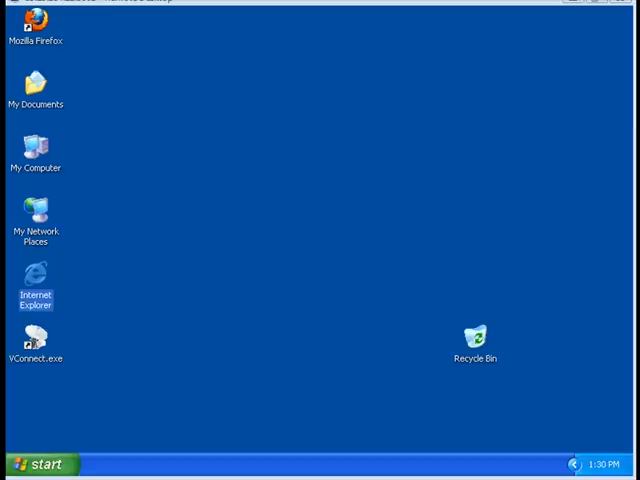 Mozilla Firefox
My Documents
My Computer
My Network
Places
Internet
Explorer
VConnect.exe
Recycle Bin
start
1:30 PM